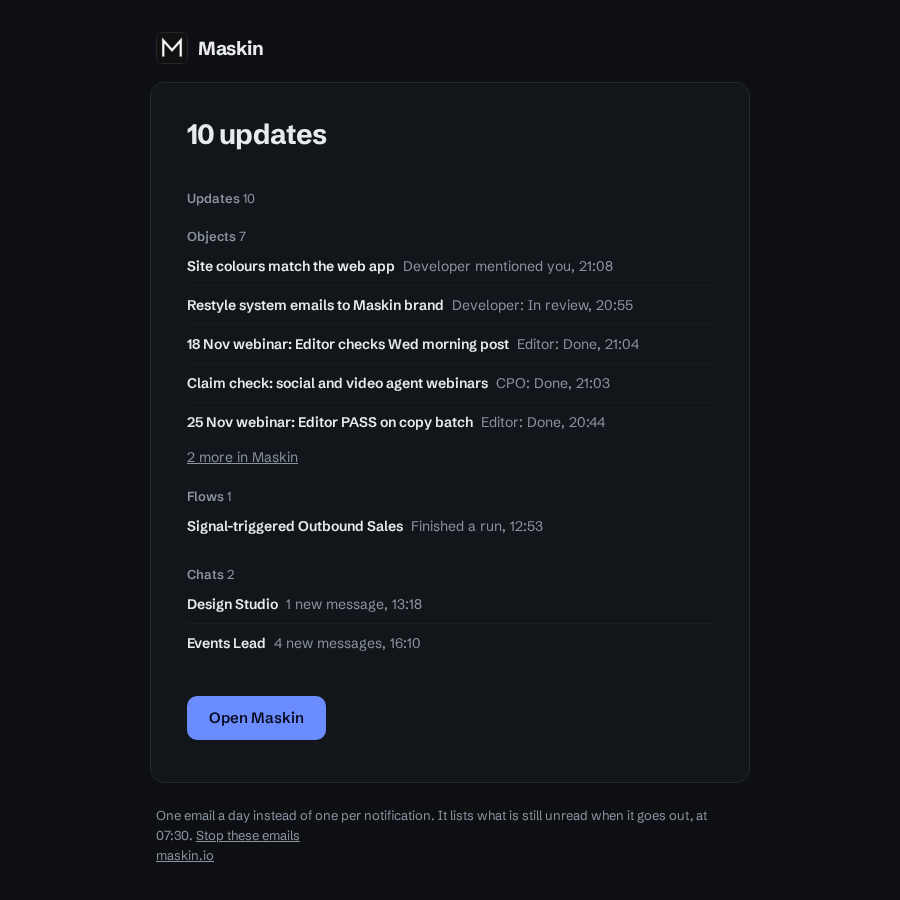 Maskin
10 updates
Updates 10
Objects 7
Site colours match the web app Developer mentioned you, 21:08
Restyle system emails to Maskin brand Developer: In review, 20:55
18 Nov webinar: Editor checks Wed morning post Editor: Done, 21:04
Claim check: social and video agent webinars CPO: Done, 21:03
25 Nov webinar: Editor PASS on copy batch Editor: Done, 20:44
2 more in Maskin
Flows 1
Signal-triggered Outbound Sales Finished a run, 12:53
Chats 2
Design Studio 1 new message, 13:18
Events Lead 4 new messages, 16:10
Open Maskin
One email a day instead of one per notification. It lists what is still unread when it goes out, at
07:30. Stop these emails
maskin.io